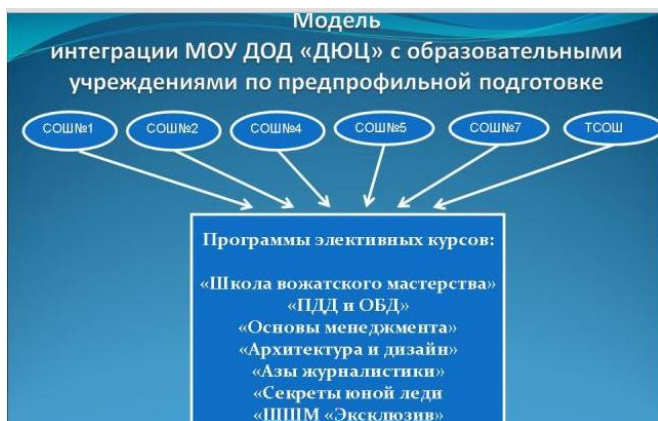 Модель
интеграции МОУ ДОД «ДЮЦ» с образовательными
учреждениями по предпрофильной подготовке
СОШ№1 СОШ№2 СОШ№4 СОШ№5 СОШ№7 ТСОШ
Программы элективных курсов:
«Школа вожатского мастерства»
«ПДД и ОБД»
«Основы менеджмента»
«Архитектура и дизайн»
«Азы журналистики»
«Секреты юной леди
«ШШМ «Эксклюзив»